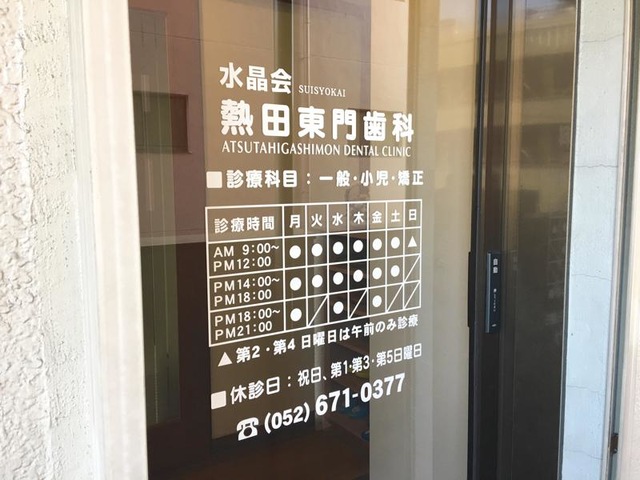 水晶会 SUISYOKAI
熱田東門歯科
ATSUTAHIGASHIMON DENTAL CLINIC
■診療科目：一般・小児・矯正
診療時間 月 火 水 木 金 土 日
AM 9:00~PM12:00 ● ● ● ● ● ● ▲
PM14:00~PM18:00 ● ● ● ● ● ● ／
PM18:00~PM21:00 ● ／ ● ／ ● ／ ／
▲第2・第4 日曜日は午前のみ診療
■休診日：祝日、第1・第3・第5日曜日
☎(052)671-0377
自動